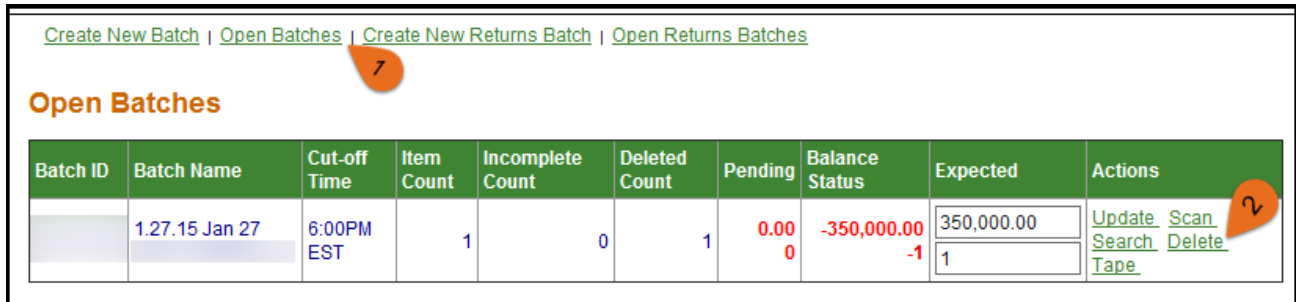 Create New Batch | Open Batches | Create New Returns Batch | Open Returns Batches
1
Open Batches
Batch ID Batch Name Cut-off Time Item Count Incomplete Count Deleted Count Pending Balance Status Expected Actions
2
1.27.15 Jan 27 6:00PM EST 1 0 1 0.00 0 -350,000.00 -1 350,000.00 1 Update Scan Search Delete Tape